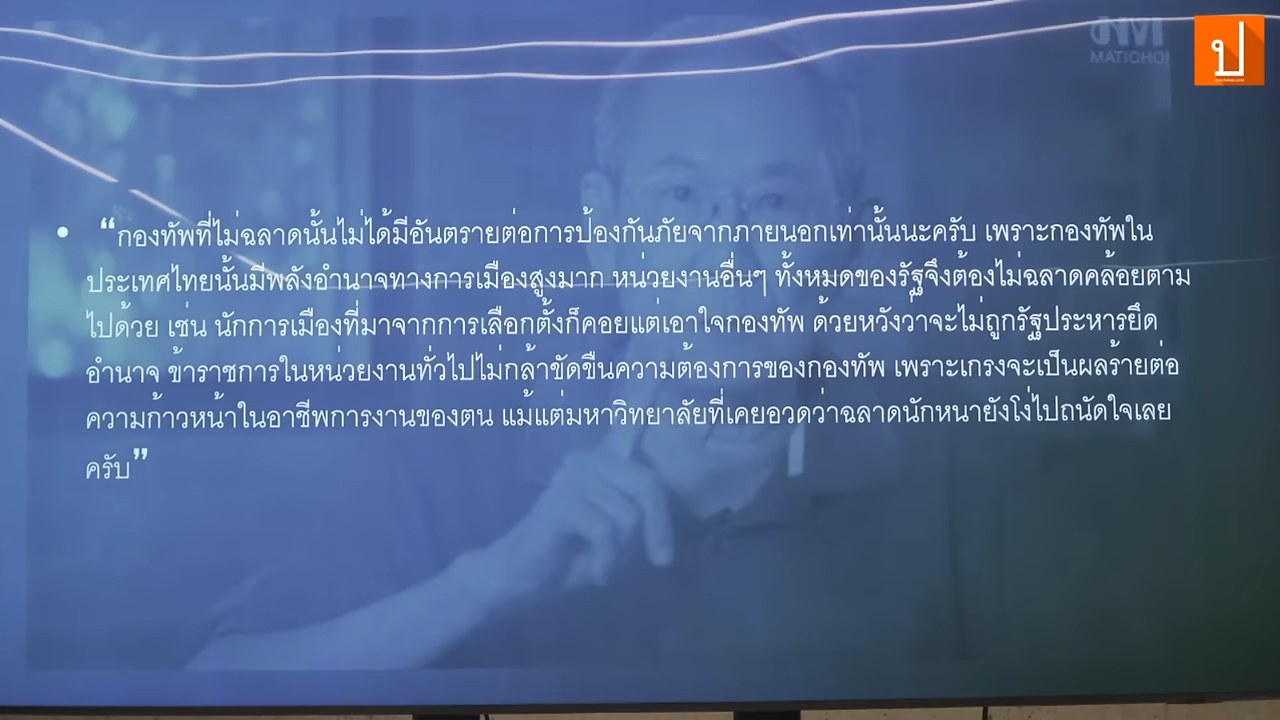 MATICHON
ป
• “กองทัพที่ไม่ฉลาดนั้นไม่ได้มีอันตรายต่อการป้องกันภัยจากภายนอกเท่านั้นนะครับ เพราะกองทัพใน
ประเทศไทยนั้นมีพลังอำนาจทางการเมืองสูงมาก หน่วยงานอื่นๆ ทั้งหมดของรัฐจึงต้องไม่ฉลาดคล้อยตาม
ไปด้วย เช่น นักการเมืองที่มาจากการเลือกตั้งก็คอยแต่เอาใจกองทัพ ด้วยหวังว่าจะไม่ถูกรัฐประหารยึด
อำนาจ ข้าราชการในหน่วยงานทั่วไปไม่กล้าขัดขืนความต้องการของกองทัพ เพราะเกรงจะเป็นผลร้ายต่อ
ความก้าวหน้าในอาชีพการงานของตน แม้แต่มหาวิทยาลัยที่เคยอวดว่าฉลาดนักหนายังโง่ไปถนัดใจเลย
ครับ”